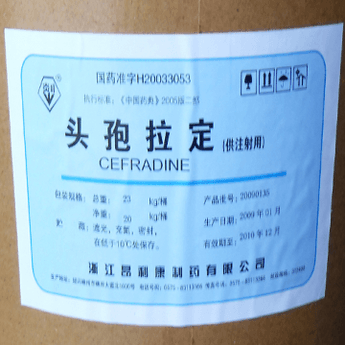 国药准字H20033053
执行标准：《中国药典》2005版二部
头孢拉定(供注射用)
CEFRADINE
包装规格：总重：23 kg/桶
净重：20 kg/桶
贮藏：遮光，充氮，密封，
在低于10℃处保存。
产品批号：20090135
生产日期：2009年01月
有效期至：2010年12月
浙江昂利康制药有限公司